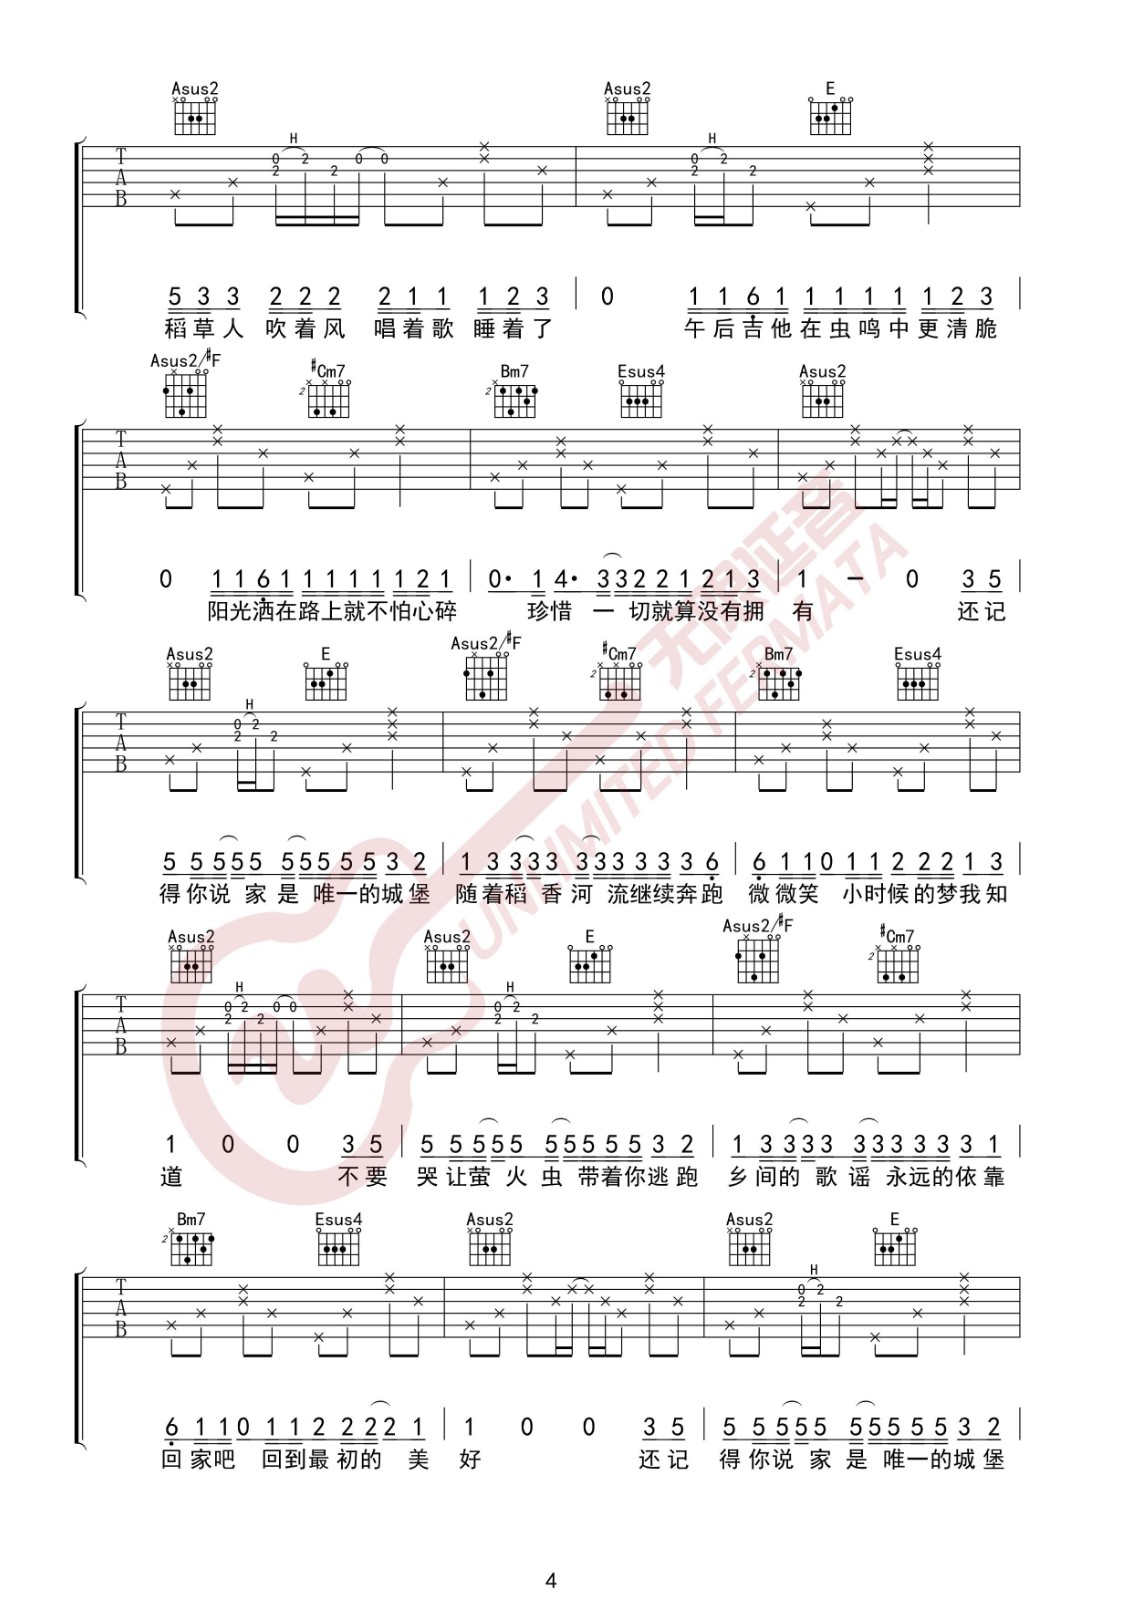 Asus2 Asus2 E
H H
T 0 2 0 0 0 2
A 2 2 2 2
B
5 3 3 2 2 2 2 1 1 1 2 3 0 1 1 6 1 1 1 1 1 1 2 3
稻草人 吹着风 唱着歌 睡着了 午后吉他在虫鸣中更清脆
Asus2/#F #Cm7 Bm7 Esus4 Asus2
2 2
T
A
B
0 1 1 6 1 1 1 1 1 1 2 1 0· 1 4· 3 3 2 2 1 2 1 3 1 — 0 3 5
阳光洒在路上就不怕心碎 珍惜 一 切就算没有拥 有 还记
Asus2 E Asus2/#F #Cm7 Bm7 Esus4
2 2
H
T 0 2
A 2 2
B
5 5 5 5 5 5 5 5 5 5 5 3 2 1 3 3 3 3 3 3 3 3 3 3 3 6 6 1 1 0 1 1 2 2 2 1 3
得你说 家是 唯一的城堡 随着稻 香河 流继续奔跑 微微笑 小时候的梦我知
Asus2 Asus2 E Asus2/#F #Cm7
2
H H
T 0 2 0 0 0 2
A 2 2 2 2
B
1 0 0 3 5 5 5 5 5 5 5 5 5 5 5 3 2 1 3 3 3 3 3 3 3 3 3 3 3 1
道 不要 哭让萤 火虫 带着你逃跑 乡间的 歌谣 永远的依靠
Bm7 Esus4 Asus2 Asus2 E
2
H
T 0 2
A 2 2
B
6 1 1 0 1 1 2 2 2 2 1 1 0 0 3 5 5 5 5 5 5 5 5 5 5 5 3 2
回家吧 回到最初的 美 好 还记 得你说 家是 唯一的城堡
无限延音
UNLIMITED FERMATA
4